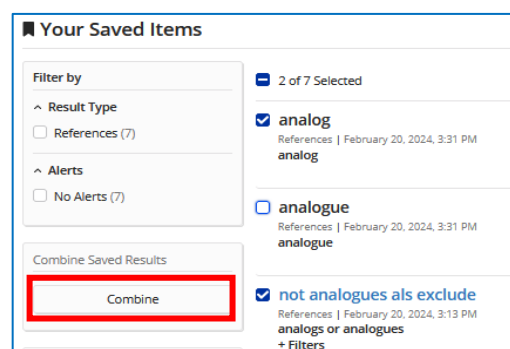 Your Saved Items
Filter by
Result Type
References (7)
Alerts
No Alerts (7)
Combine Saved Results
Combine
2 of 7 Selected
analog
References | February 20, 2024, 3:31 PM
analog
analogue
References | February 20, 2024, 3:31 PM
analogue
not analogues als exclude
References | February 20, 2024, 3:13 PM
analogs or analogues
+ Filters